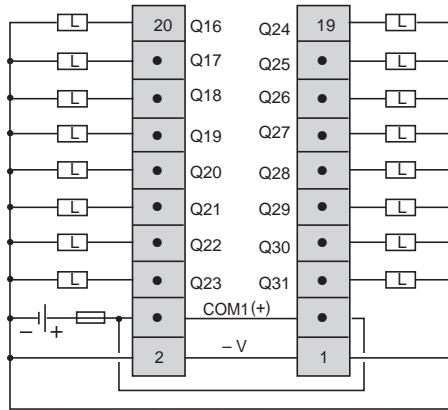 L 20 Q16 Q24 19 L
L Q17 Q25 L
L Q18 Q26 L
L Q19 Q27 L
L Q20 Q28 L
L Q21 Q29 L
L Q22 Q30 L
L Q23 Q31 L
– + COM1 (+)
2 – V 1